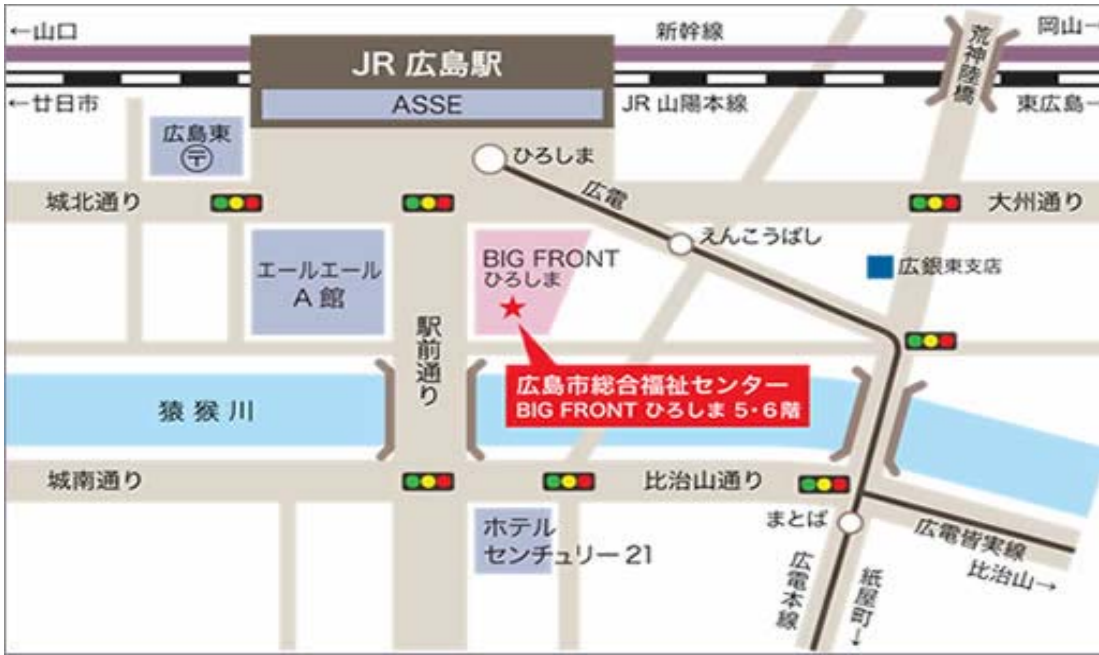 ←山口
新幹線
岡山→
荒神陸橋
JR 広島駅
ASSE
←廿日市
JR山陽本線
東広島→
広島東
〒
ひろしま
城北通り
広電
大州通り
えんこうばし
エールエール
A 館
BIG FRONT
ひろしま
広銀東支店
駅前通り
広島市総合福祉センター
BIG FRONT ひろしま 5・6階
猿猴川
城南通り
比治山通り
ホテル
センチュリー21
まとば
広電皆実線
比治山→
広電本線
紙屋町→